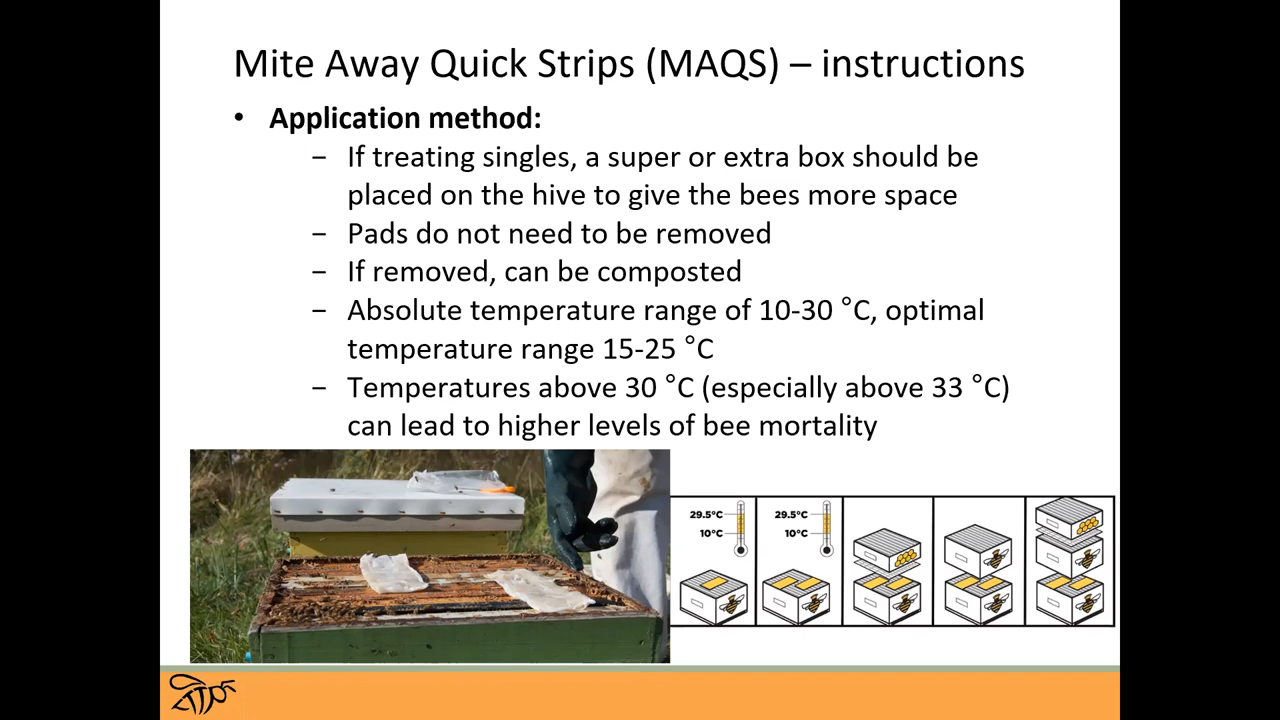 Mite Away Quick Strips (MAQS) – instructions
• Application method:
– If treating singles, a super or extra box should be
placed on the hive to give the bees more space
– Pads do not need to be removed
– If removed, can be composted
– Absolute temperature range of 10-30 °C, optimal
temperature range 15-25 °C
– Temperatures above 30 °C (especially above 33 °C)
can lead to higher levels of bee mortality
29.5°C
10°C
29.5°C
10°C